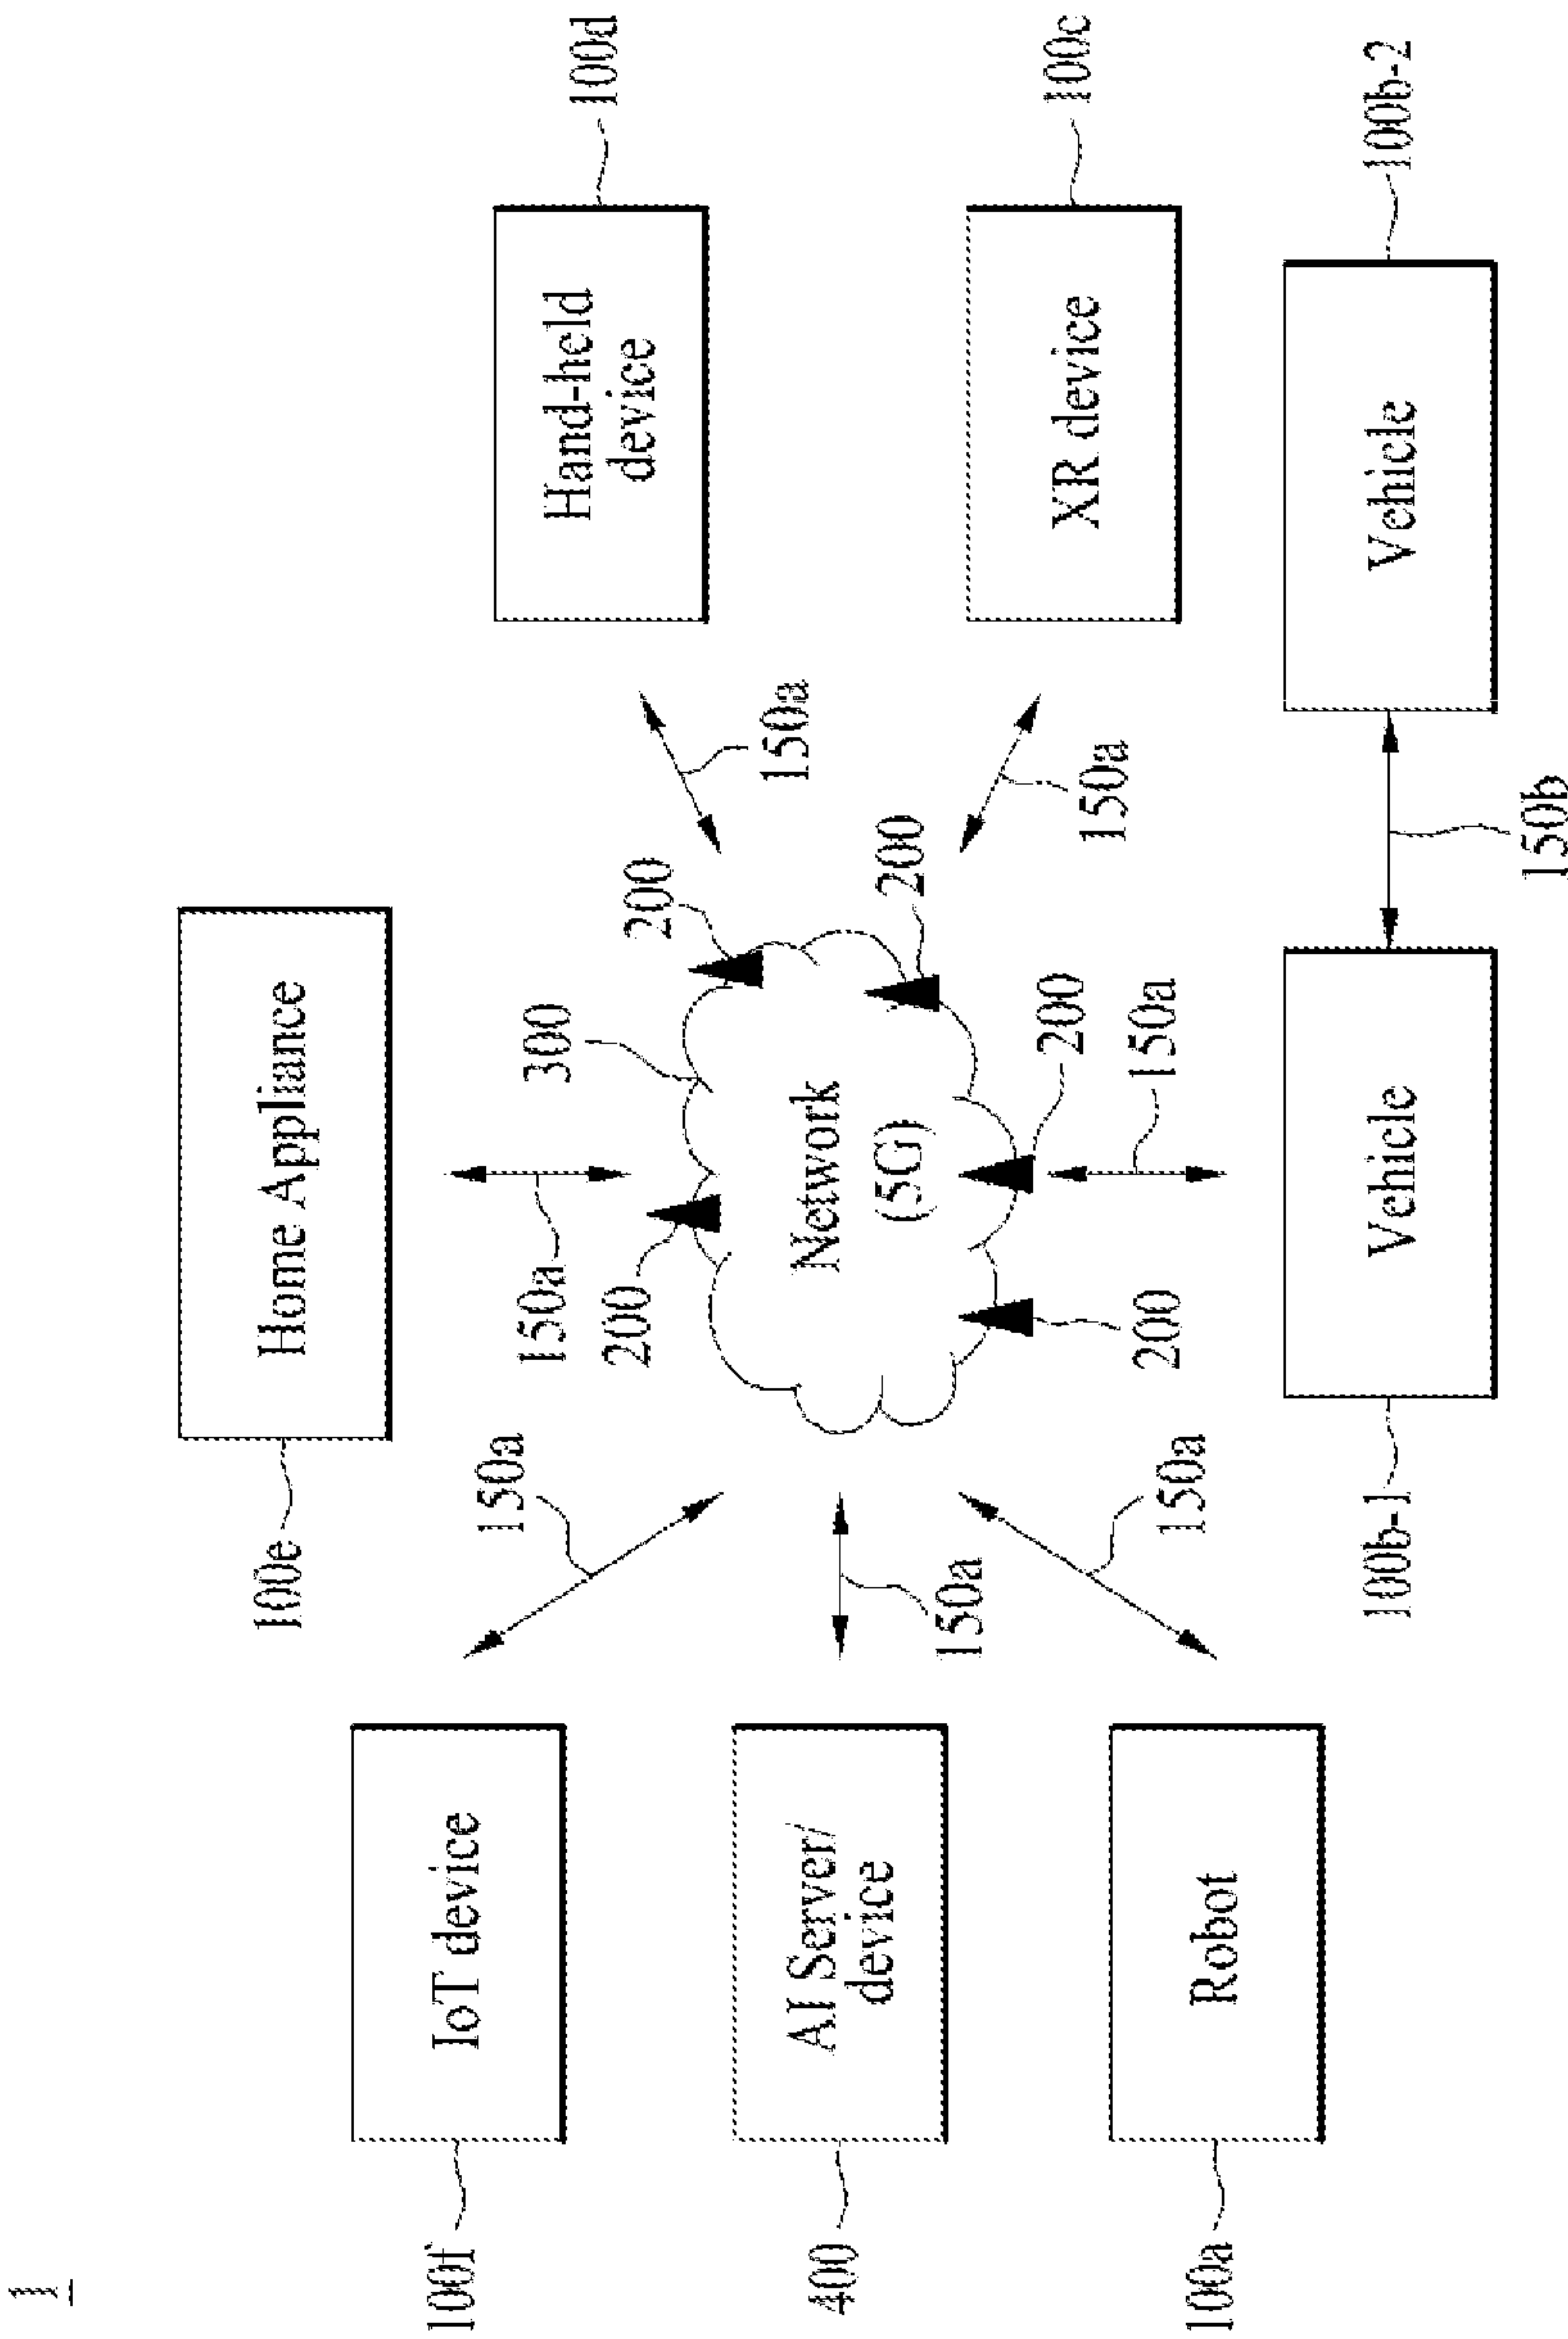 1
100e
Home Appliance
100f
IoT device
150a
150a
200
300
200
150a
Hand-held
device
100d
400
AI Server/
device
150a
Network
(5G)
200
150a
XR device
100c
100a
Robot
150a
200
200
150a
100b-1
Vehicle
150b
Vehicle
100b-2